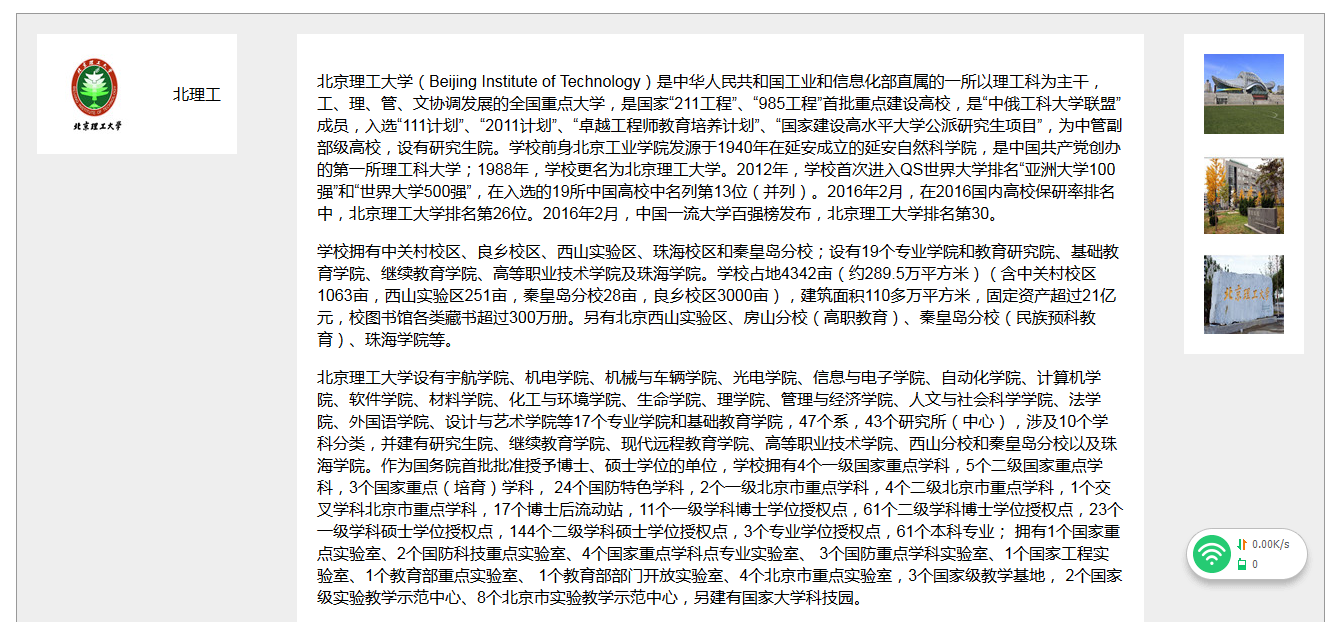 北京理工大学
北理工
北京理工大学（Beijing Institute of Technology）是中华人民共和国工业和信息化部直属的一所以理工科为主干，
工、理、管、文协调发展的全国重点大学，是国家“211工程”、“985工程”首批重点建设高校，是“中俄工科大学联盟”
成员，入选“111计划”、“2011计划”、“卓越工程师教育培养计划”、“国家建设高水平大学公派研究生项目”，为中管副
部级高校，设有研究生院。学校前身北京工业学院发源于1940年在延安成立的延安自然科学院，是中国共产党创办
的第一所理工科大学；1988年，学校更名为北京理工大学。2012年，学校首次进入QS世界大学排名“亚洲大学100
强”和“世界大学500强”，在入选的19所中国高校中名列第13位（并列）。2016年2月，在2016国内高校保研率排名
中，北京理工大学排名第26位。2016年2月，中国一流大学百强榜发布，北京理工大学排名第30。
学校拥有中关村校区、良乡校区、西山实验区、珠海校区和秦皇岛分校；设有19个专业学院和教育研究院、基础教
育学院、继续教育学院、高等职业技术学院及珠海学院。学校占地4342亩（约289.5万平方米）（含中关村校区
1063亩，西山实验区251亩，秦皇岛分校28亩，良乡校区3000亩），建筑面积110多万平方米，固定资产超过21亿
元，校图书馆各类藏书超过300万册。另有北京西山实验区、房山分校（高职教育）、秦皇岛分校（民族预科教
育）、珠海学院等。
北京理工大学设有宇航学院、机电学院、机械与车辆学院、光电学院、信息与电子学院、自动化学院、计算机学
院、软件学院、材料学院、化工与环境学院、生命学院、理学院、管理与经济学院、人文与社会科学学院、法学
院、外国语学院、设计与艺术学院等17个专业学院和基础教育学院，47个系，43个研究所（中心），涉及10个学
科分类，并建有研究生院、继续教育学院、现代远程教育学院、高等职业技术学院、西山分校和秦皇岛分校以及珠
海学院。作为国务院首批批准授予博士、硕士学位的单位，学校拥有4个一级国家重点学科，5个二级国家重点学
科，3个国家重点（培育）学科， 24个国防特色学科，2个一级北京市重点学科，4个二级北京市重点学科，1个交
叉学科北京市重点学科，17个博士后流动站，11个一级学科博士学位授权点，61个二级学科博士学位授权点，23个
一级学科硕士学位授权点，144个二级学科硕士学位授权点，3个专业学位授权点，61个本科专业； 拥有1个国家重
点实验室、2个国防科技重点实验室、4个国家重点学科点专业实验室、 3个国防重点学科实验室、1个国家工程实
验室、1个教育部重点实验室、 1个教育部部门开放实验室、4个北京市重点实验室，3个国家级教学基地， 2个国家
级实验教学示范中心、8个北京市实验教学示范中心，另建有国家大学科技园。
北京理工大学
0.00K/s
0